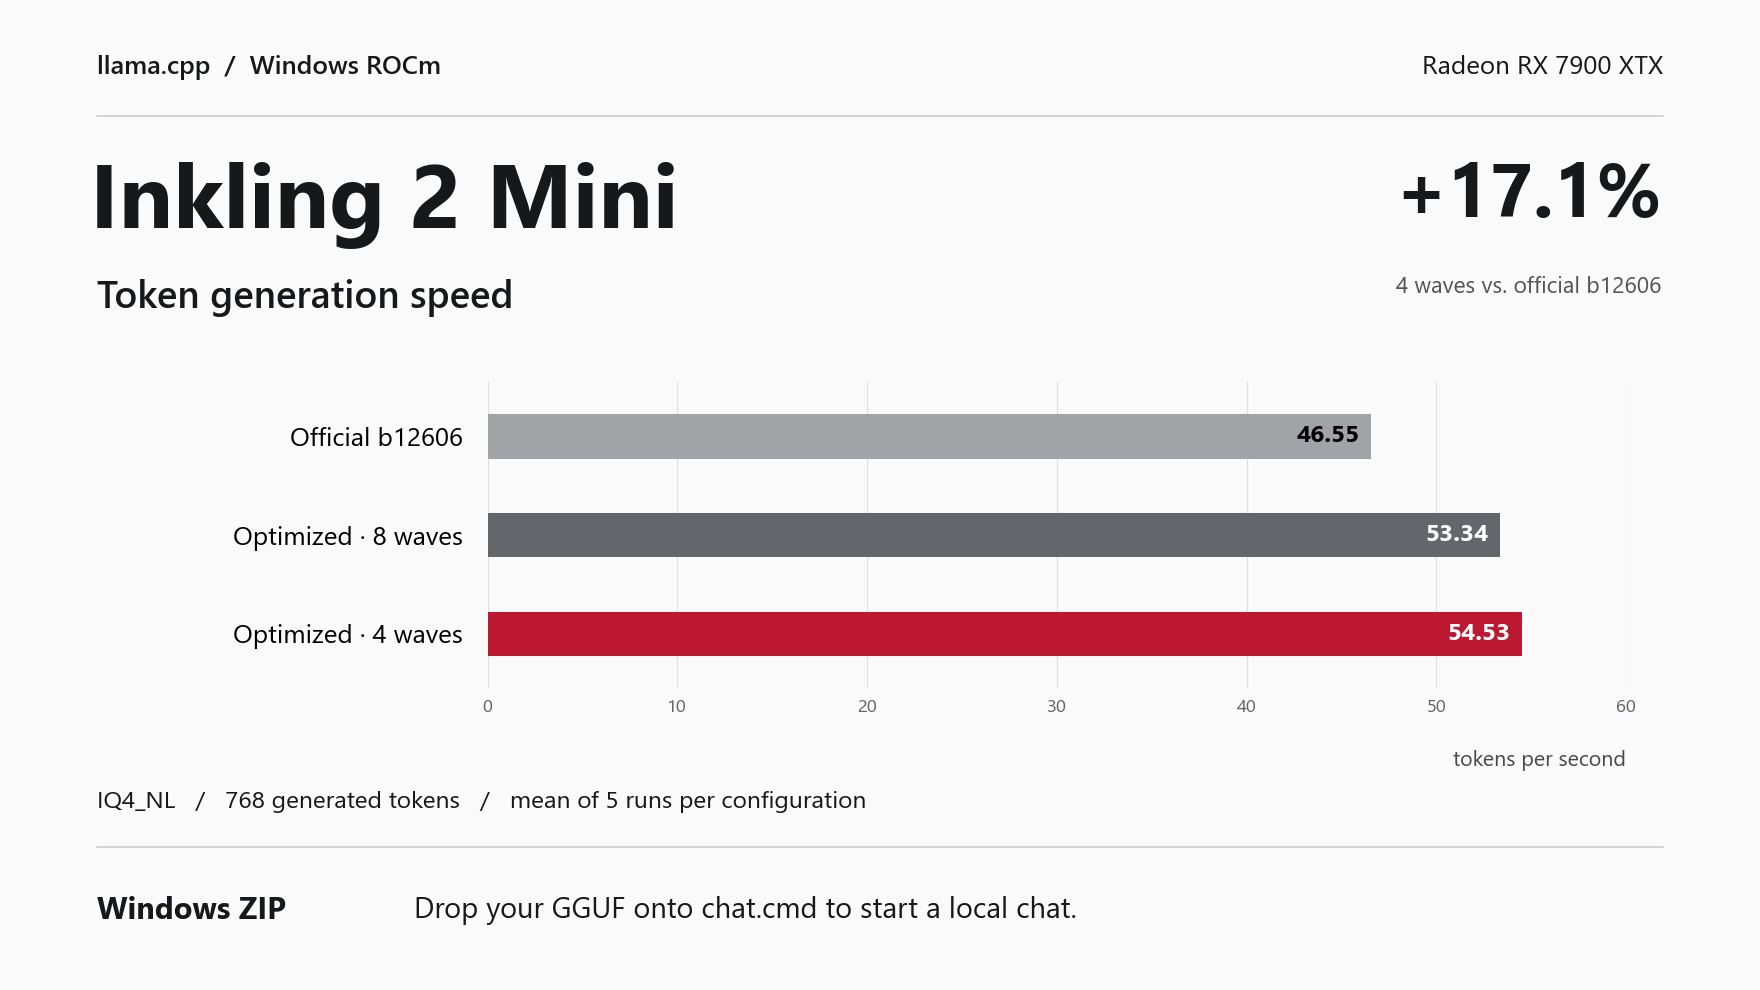 llama.cpp / Windows ROCm
Radeon RX 7900 XTX
Inkling 2 Mini
+17.1%
Token generation speed
4 waves vs. official b12606
Official b12606
46.55
Optimized · 8 waves
53.34
Optimized · 4 waves
54.53
0 10 20 30 40 50 60
tokens per second
IQ4_NL / 768 generated tokens / mean of 5 runs per configuration
Windows ZIP
Drop your GGUF onto chat.cmd to start a local chat.